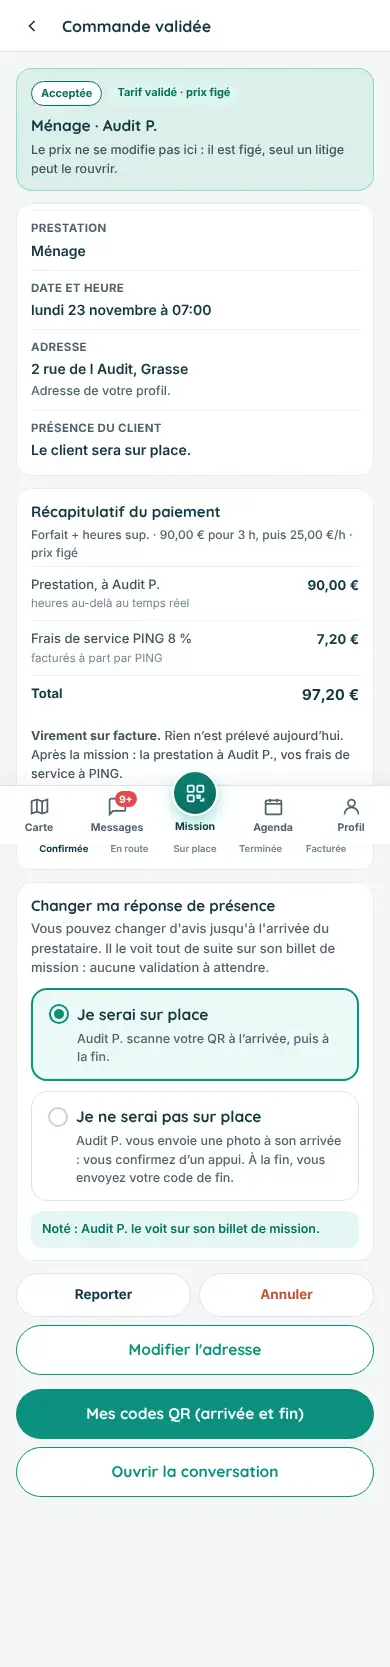 Commande validée
Acceptée
Tarif validé · prix figé
Ménage · Audit P.
Le prix ne se modifie pas ici : il est figé, seul un litige
peut le rouvrir.
PRESTATION
Ménage
DATE ET HEURE
lundi 23 novembre à 07:00
ADRESSE
2 rue de l Audit, Grasse
Adresse de votre profil.
PRÉSENCE DU CLIENT
Le client sera sur place.
Récapitulatif du paiement
Forfait + heures sup. · 90,00 € pour 3 h, puis 25,00 €/h ·
prix figé
Prestation, à Audit P.
90,00 €
heures au-delà au temps réel
Frais de service PING 8 %
7,20 €
facturés à part par PING
Total
97,20 €
Virement sur facture. Rien n’est prélevé aujourd’hui.
Après la mission : la prestation à Audit P., vos frais de
service à PING.
9+
Carte
Messages
Mission
Agenda
Profil
Confirmée
En route
Sur place
Terminée
Facturée
Changer ma réponse de présence
Vous pouvez changer d'avis jusqu'à l'arrivée du
prestataire. Il le voit tout de suite sur son billet de
mission : aucune validation à attendre.
Je serai sur place
Audit P. scanne votre QR à l’arrivée, puis à
la fin.
Je ne serai pas sur place
Audit P. vous envoie une photo à son arrivée
: vous confirmez d’un appui. À la fin, vous
envoyez votre code de fin.
Noté : Audit P. le voit sur son billet de mission.
Reporter
Annuler
Modifier l'adresse
Mes codes QR (arrivée et fin)
Ouvrir la conversation